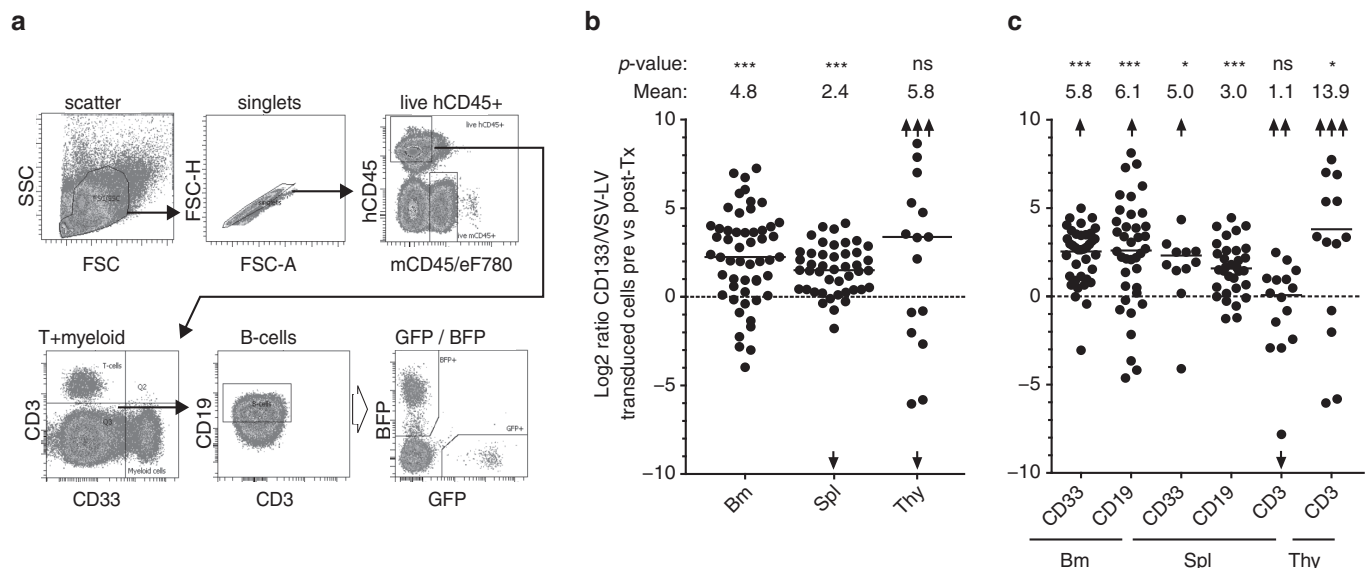 a
scatter
singlets
live hCD45+
SSC
FSC/SSC
FSC
FSC-H
singlets
FSC-A
hCD45
live hCD45+
live mCD45+
mCD45/eF780
T+myeloid
B-cells
GFP / BFP
CD3
T-cells
Q2
Q3
Myeloid cells
CD33
CD19
B-cells
CD3
BFP
BFP+
GFP+
GFP
b
p-value: *** *** ns
Mean: 4.8 2.4 5.8
Log2 ratio CD133/VSV-LV
transduced cells pre vs post-Tx
10
5
0
−5
−10
Bm Spl Thy
c
*** *** * *** ns *
5.8 6.1 5.0 3.0 1.1 13.9
10
5
0
−5
−10
CD33 CD19 CD33 CD19 CD3 CD3
Bm Spl Thy